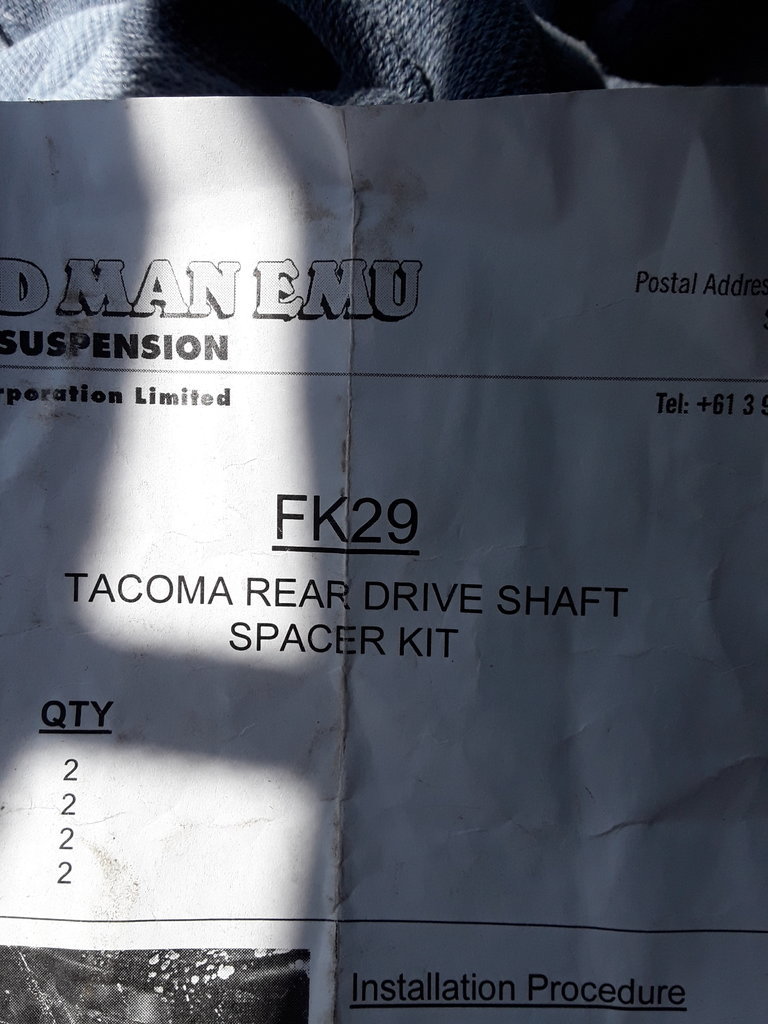 D MAN EMU
SUSPENSION
Postal Addres
rporation Limited
Tel: +61 3 9
FK29
TACOMA REAR DRIVE SHAFT
SPACER KIT
QTY
2
2
2
2
Installation Procedure